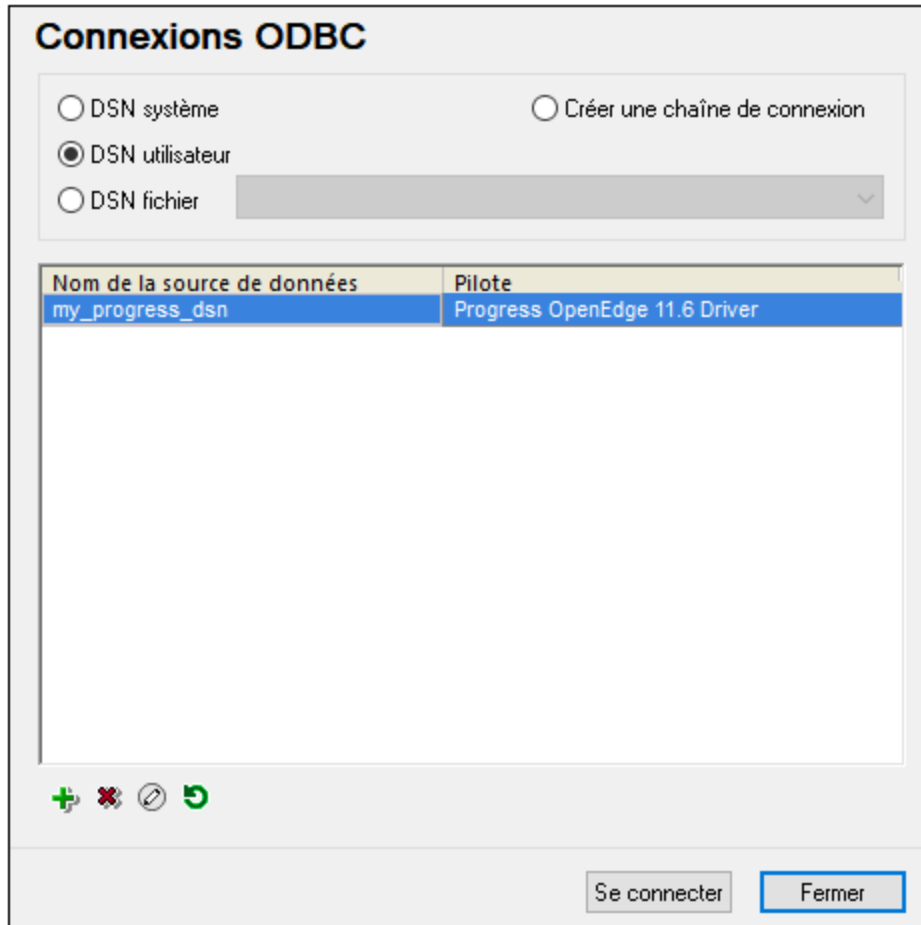 Connexions ODBC
DSN système
Créer une chaîne de connexion
DSN utilisateur
DSN fichier
Nom de la source de données Pilote
my_progress_dsn Progress OpenEdge 11.6 Driver
Se connecter Fermer